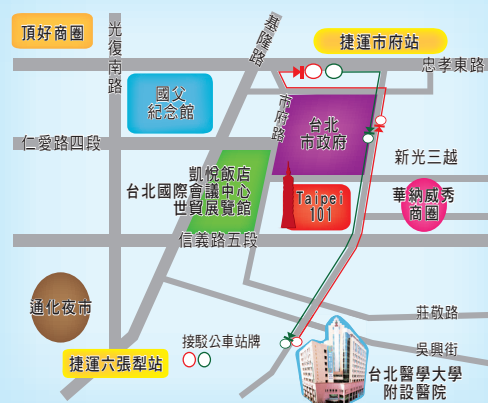 頂好商圈
光復南路
基隆路
捷運市府站
忠孝東路
國父
紀念館
市府路
台北
市政府
仁愛路四段
新光三越
凱悅飯店
台北國際會議中心
世貿展覽館
Taipei
101
華納威秀
商圈
信義路五段
通化夜市
莊敬路
捷運六張犁站
接駁公車站牌
吳興街
台北醫學大學
附設醫院